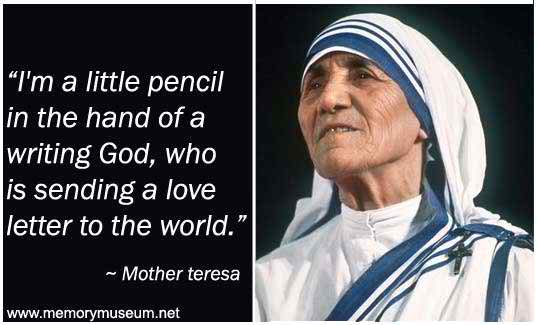 “I'm a little pencil
in the hand of a
writing God, who
is sending a love
letter to the world.”
~ Mother teresa
www.memorymuseum.net